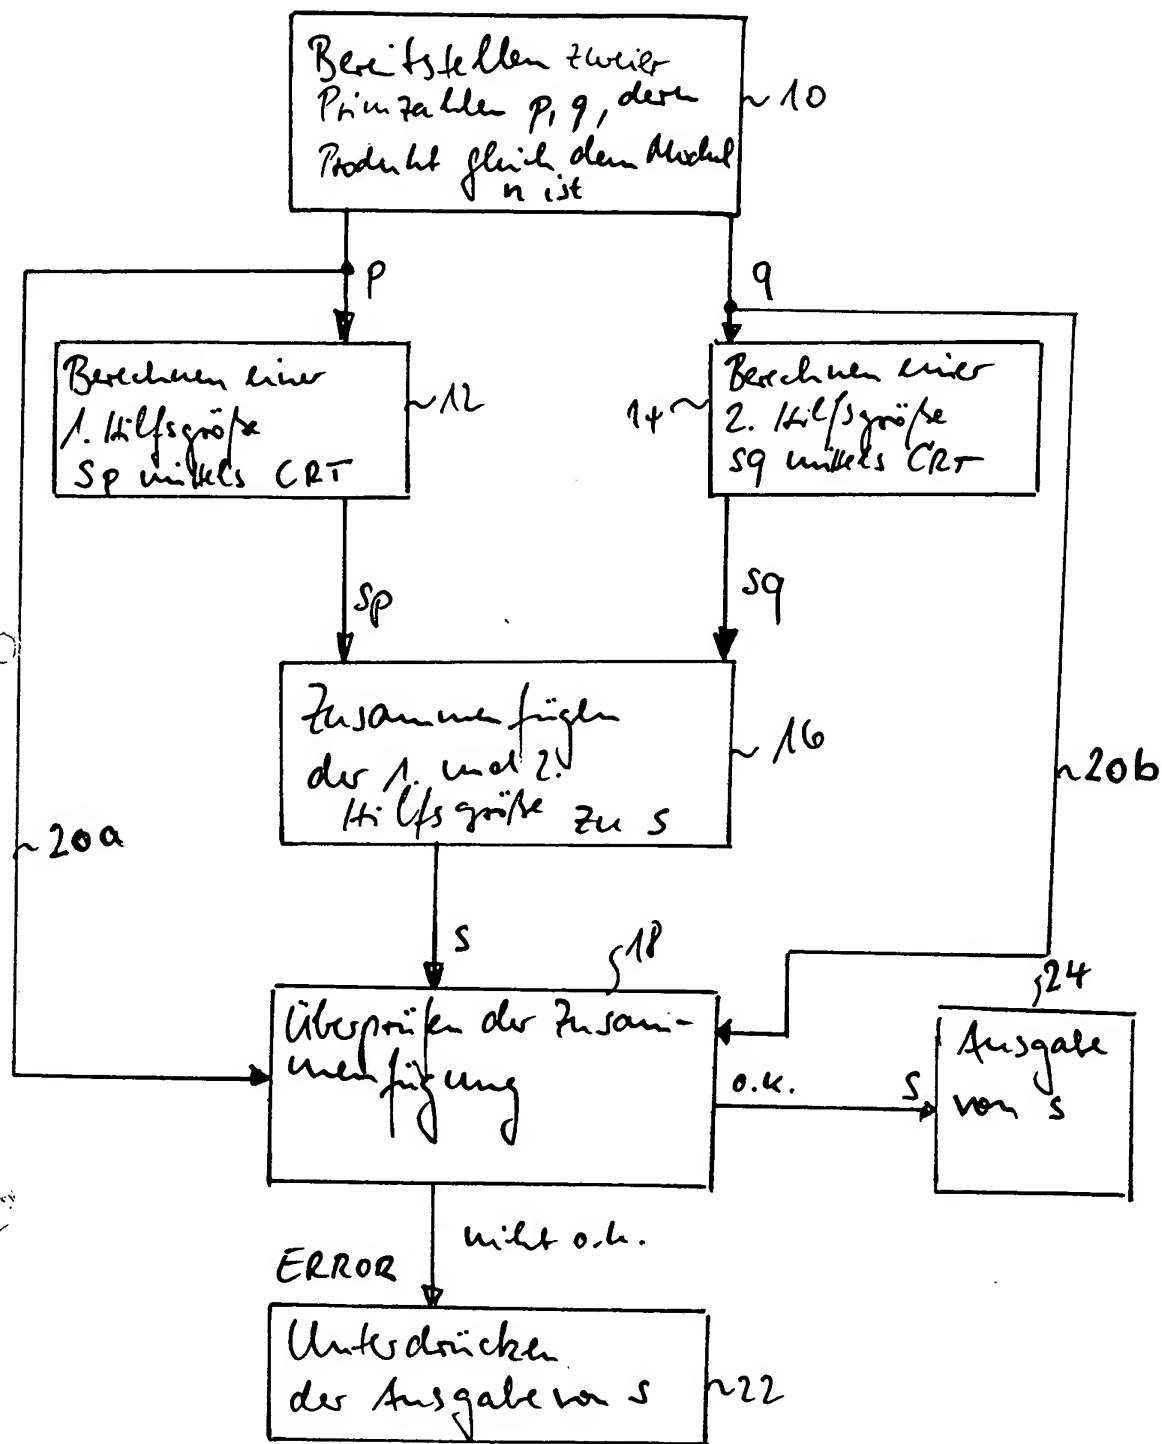 Bereitstellen zweier
Primzahlen p, q, deren
Produkt gleich dem Modul
n ist
~10
p
q
Berechnen einer
1. Hilfsgröße
Sp mittels CRT
~12
14~
Berechnen einer
2. Hilfsgröße
sq mittels CRT
sp
sq
Zusammenfügen
der 1. und 2.
Hilfsgröße zu s
~16
~20b
~20a
s
18
24
Überprüfen der Zusam-
menfügung
o.k.
s
Ausgabe
von s
nicht o.k.
ERROR
Unterdrücken
der Ausgabe von s
~22